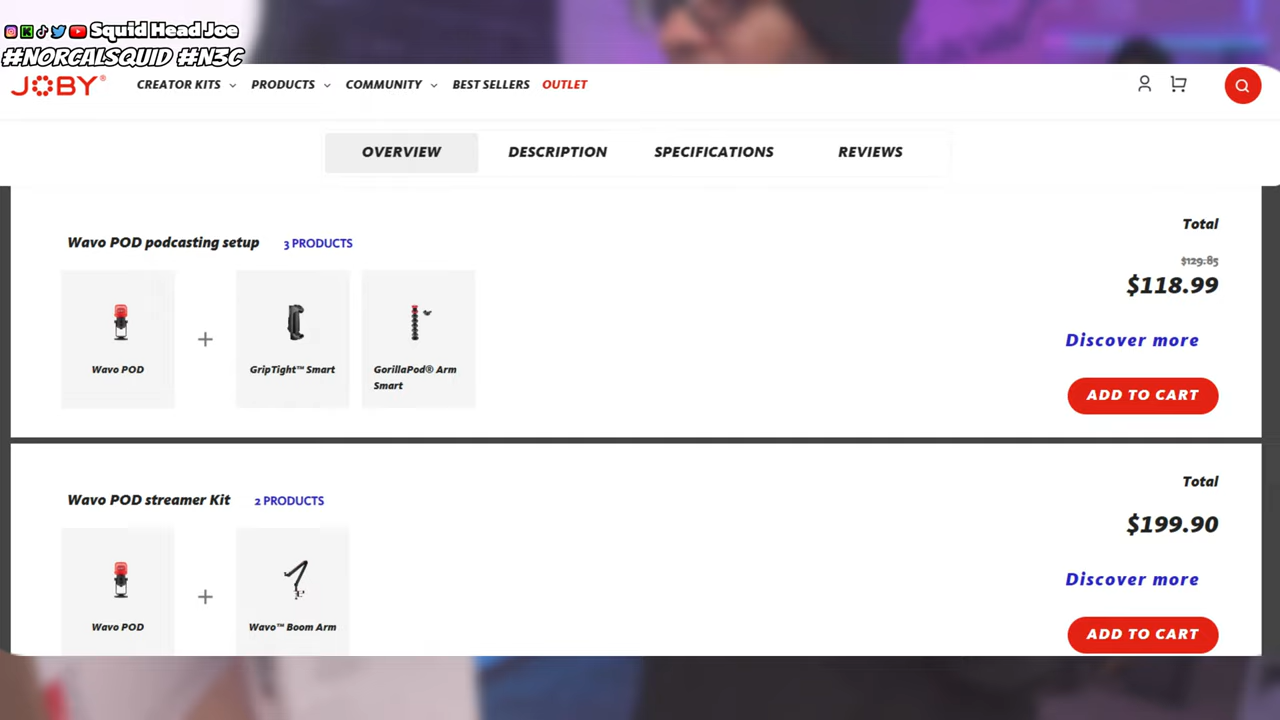 Squid Head Joe
#NORCALSQUID #N3C
JOBY®
CREATOR KITS PRODUCTS COMMUNITY BEST SELLERS OUTLET
OVERVIEW DESCRIPTION SPECIFICATIONS REVIEWS
Wavo POD podcasting setup 3 PRODUCTS
Total
$129.85
$118.99
Wavo POD
+
GripTight™ Smart
GorillaPod® Arm
Smart
Discover more
ADD TO CART
Wavo POD streamer Kit 2 PRODUCTS
Total
$199.90
Wavo POD
+
Wavo™ Boom Arm
Discover more
ADD TO CART